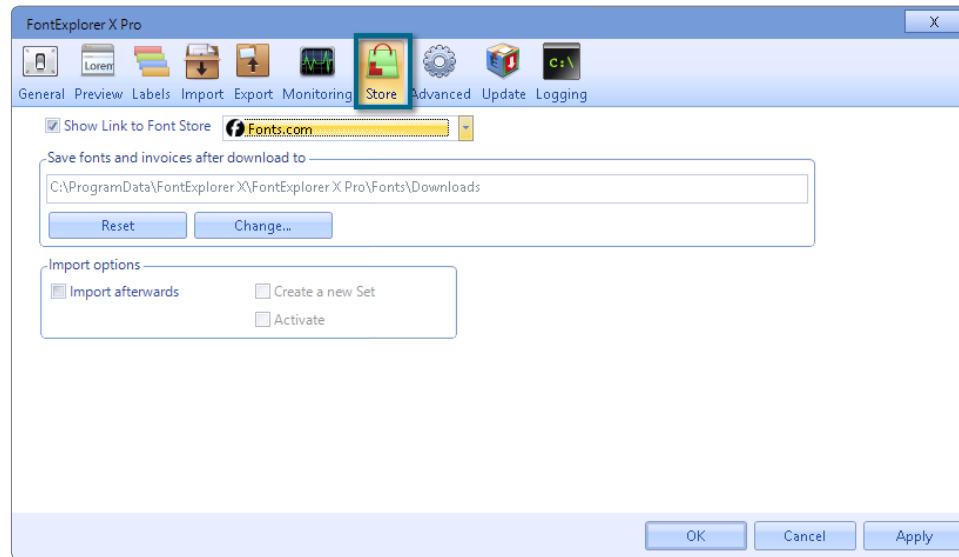 FontExplorer X Pro
X
Lorem
C:\
General Preview Labels Import Export Monitoring Store Advanced Update Logging
Show Link to Font Store Fonts.com
Save fonts and invoices after download to
C:\ProgramData\FontExplorer X\FontExplorer X Pro\Fonts\Downloads
Reset Change...
Import options
Import afterwards Create a new Set
Activate
OK Cancel Apply